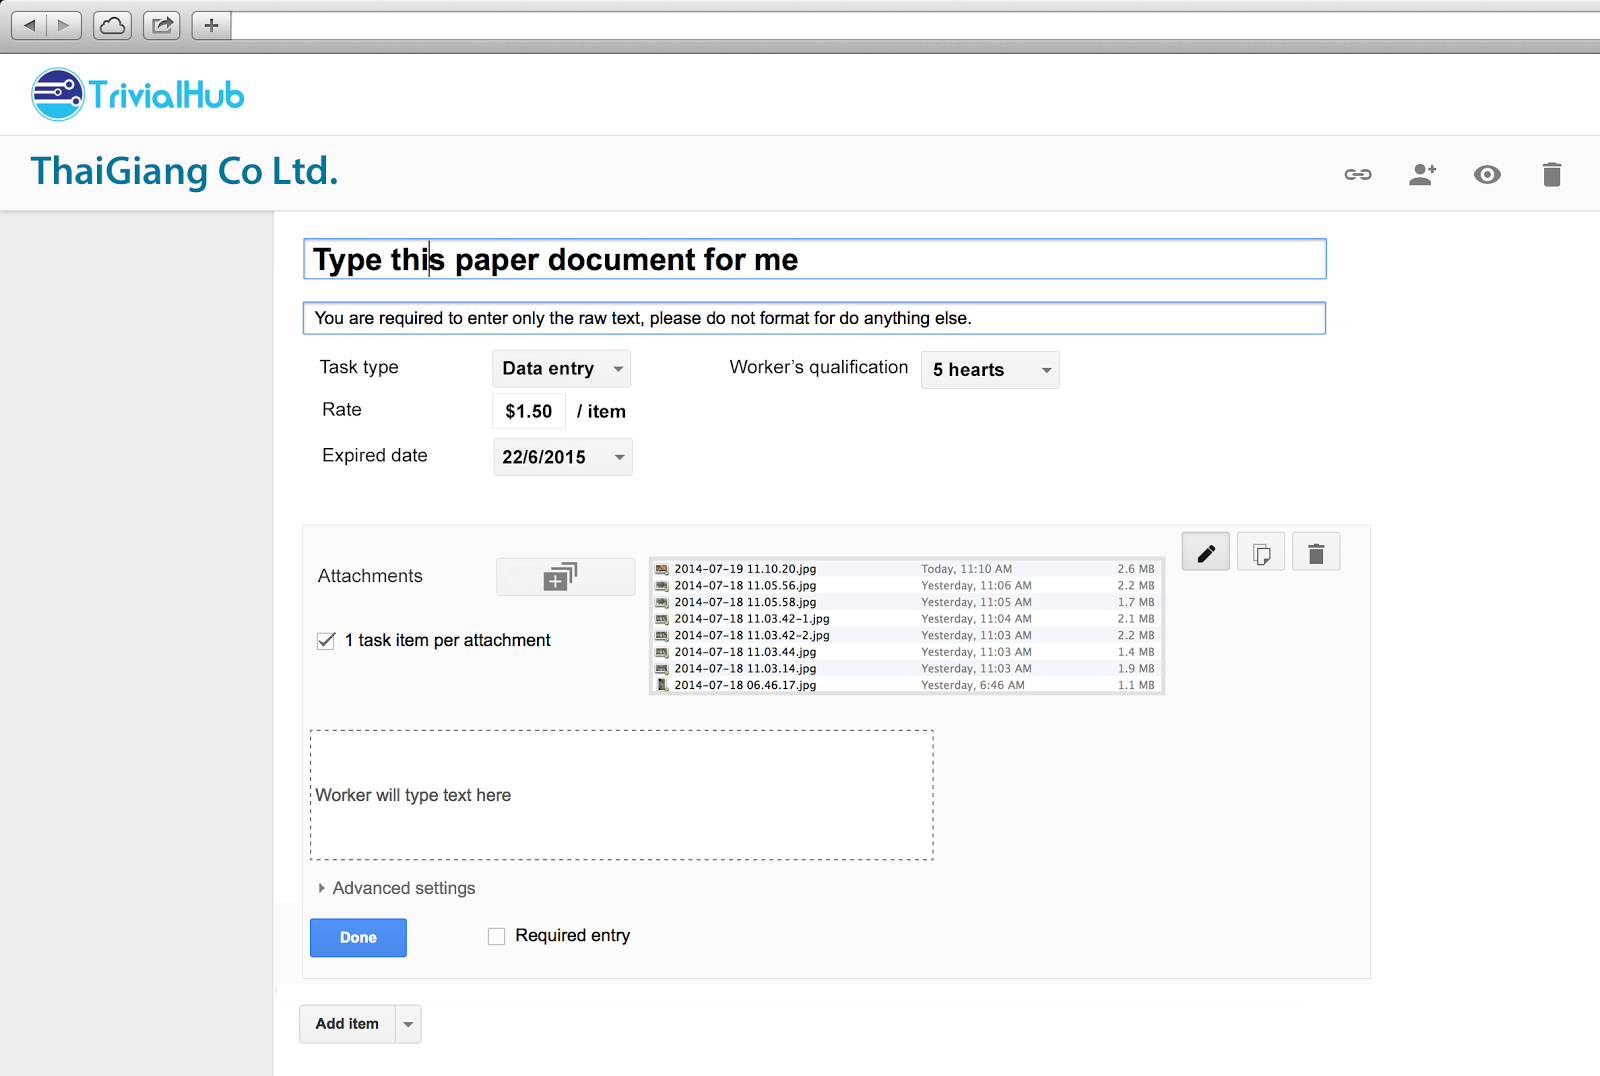 TrivialHub
ThaiGiang Co Ltd.
Type this paper document for me
You are required to enter only the raw text, please do not format for do anything else.
Task type Data entry Worker’s qualification 5 hearts
Rate $1.50 / item
Expired date 22/6/2015
Attachments
1 task item per attachment
2014-07-19 11.10.20.jpg Today, 11:10 AM 2.6 MB
2014-07-18 11.05.56.jpg Yesterday, 11:06 AM 2.2 MB
2014-07-18 11.05.58.jpg Yesterday, 11:05 AM 1.7 MB
2014-07-18 11.03.42-1.jpg Yesterday, 11:04 AM 2.1 MB
2014-07-18 11.03.42-2.jpg Yesterday, 11:03 AM 2.2 MB
2014-07-18 11.03.44.jpg Yesterday, 11:03 AM 1.4 MB
2014-07-18 11.03.14.jpg Yesterday, 11:03 AM 1.9 MB
2014-07-18 06.46.17.jpg Yesterday, 6:46 AM 1.1 MB
Worker will type text here
Advanced settings
Done Required entry
Add item